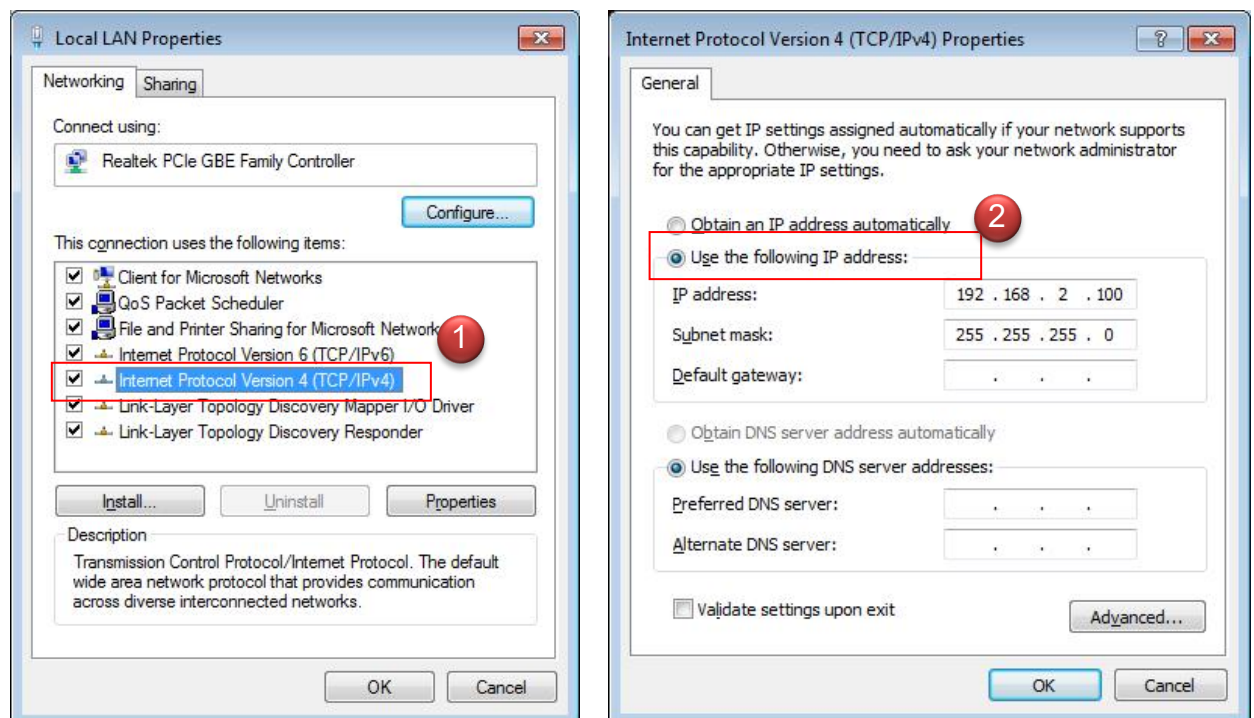 Local LAN Properties
Networking Sharing
Connect using:
Realtek PCIe GBE Family Controller
Configure...
This connection uses the following items:
Client for Microsoft Networks
QoS Packet Scheduler
File and Printer Sharing for Microsoft Network
1
Internet Protocol Version 6 (TCP/IPv6)
Internet Protocol Version 4 (TCP/IPv4)
Link-Layer Topology Discovery Mapper I/O Driver
Link-Layer Topology Discovery Responder
Install... Uninstall Properties
Description
Transmission Control Protocol/Internet Protocol. The default
wide area network protocol that provides communication
across diverse interconnected networks.
OK Cancel
Internet Protocol Version 4 (TCP/IPv4) Properties
General
You can get IP settings assigned automatically if your network supports
this capability. Otherwise, you need to ask your network administrator
for the appropriate IP settings.
2
Obtain an IP address automatically
Use the following IP address:
IP address: 192 . 168 . 2 . 100
Subnet mask: 255 . 255 . 255 . 0
Default gateway: . . .
Obtain DNS server address automatically
Use the following DNS server addresses:
Preferred DNS server: . . .
Alternate DNS server: . . .
Validate settings upon exit
Advanced...
OK Cancel